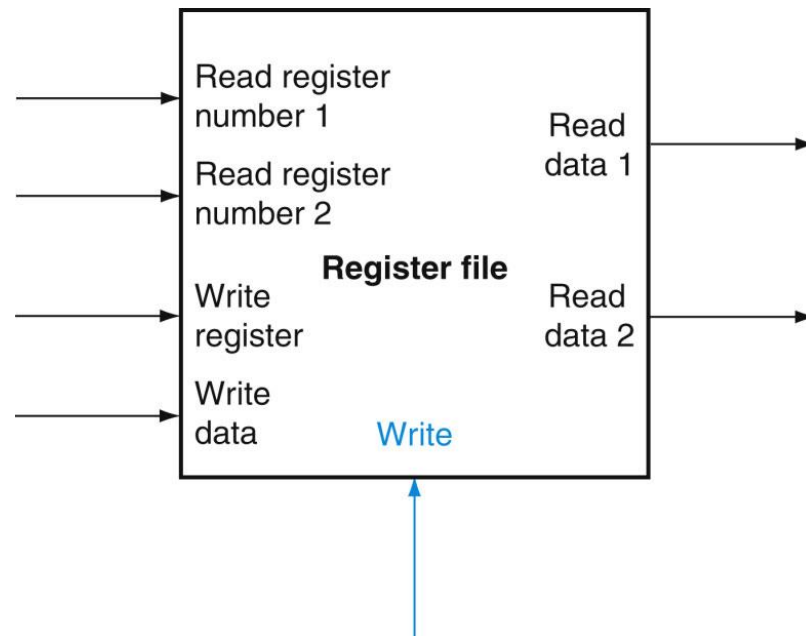 Read register
number 1
Read
data 1
Read register
number 2
Register file
Write
register
Read
data 2
Write
data
Write